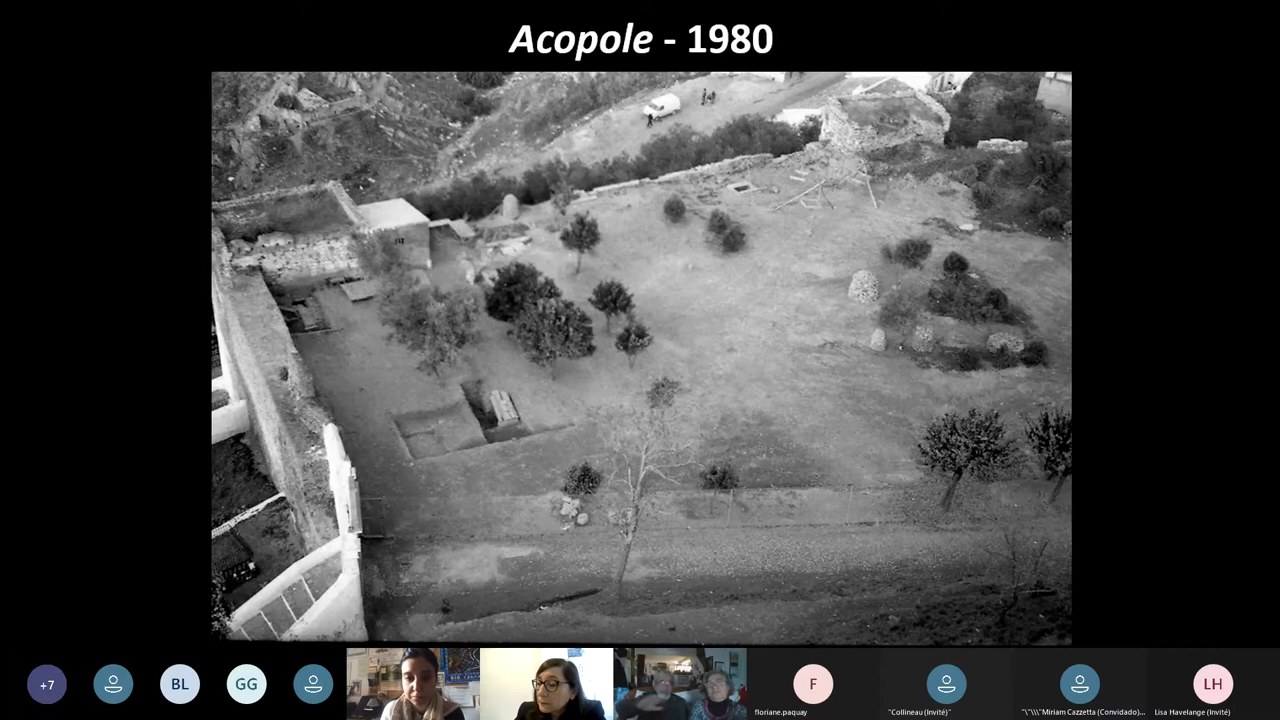 Acopole - 1980
+7
BL
GG
F
LH
floriane.paquay
"Collineau (Invité)"
"\"\\\"Miriam Cazzetta (Convidado)...
Lisa Havelange (Invité)